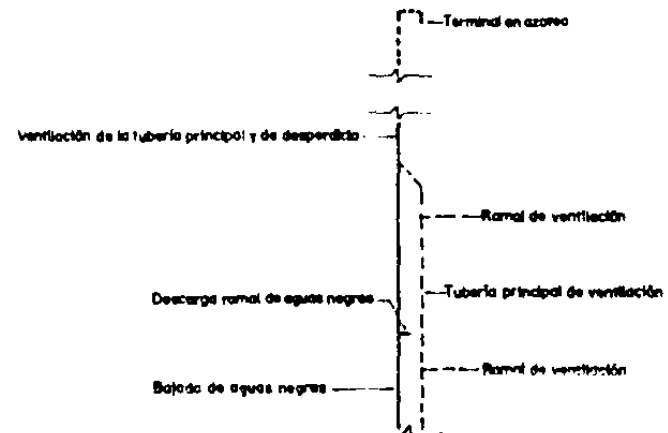 Terminal en azotea
Ventilación de la tubería principal y de desperdicio
Ramal de ventilación
Descarga ramal de aguas negras
Tubería principal de ventilación
Bajada de aguas negras
Ramal de ventilación